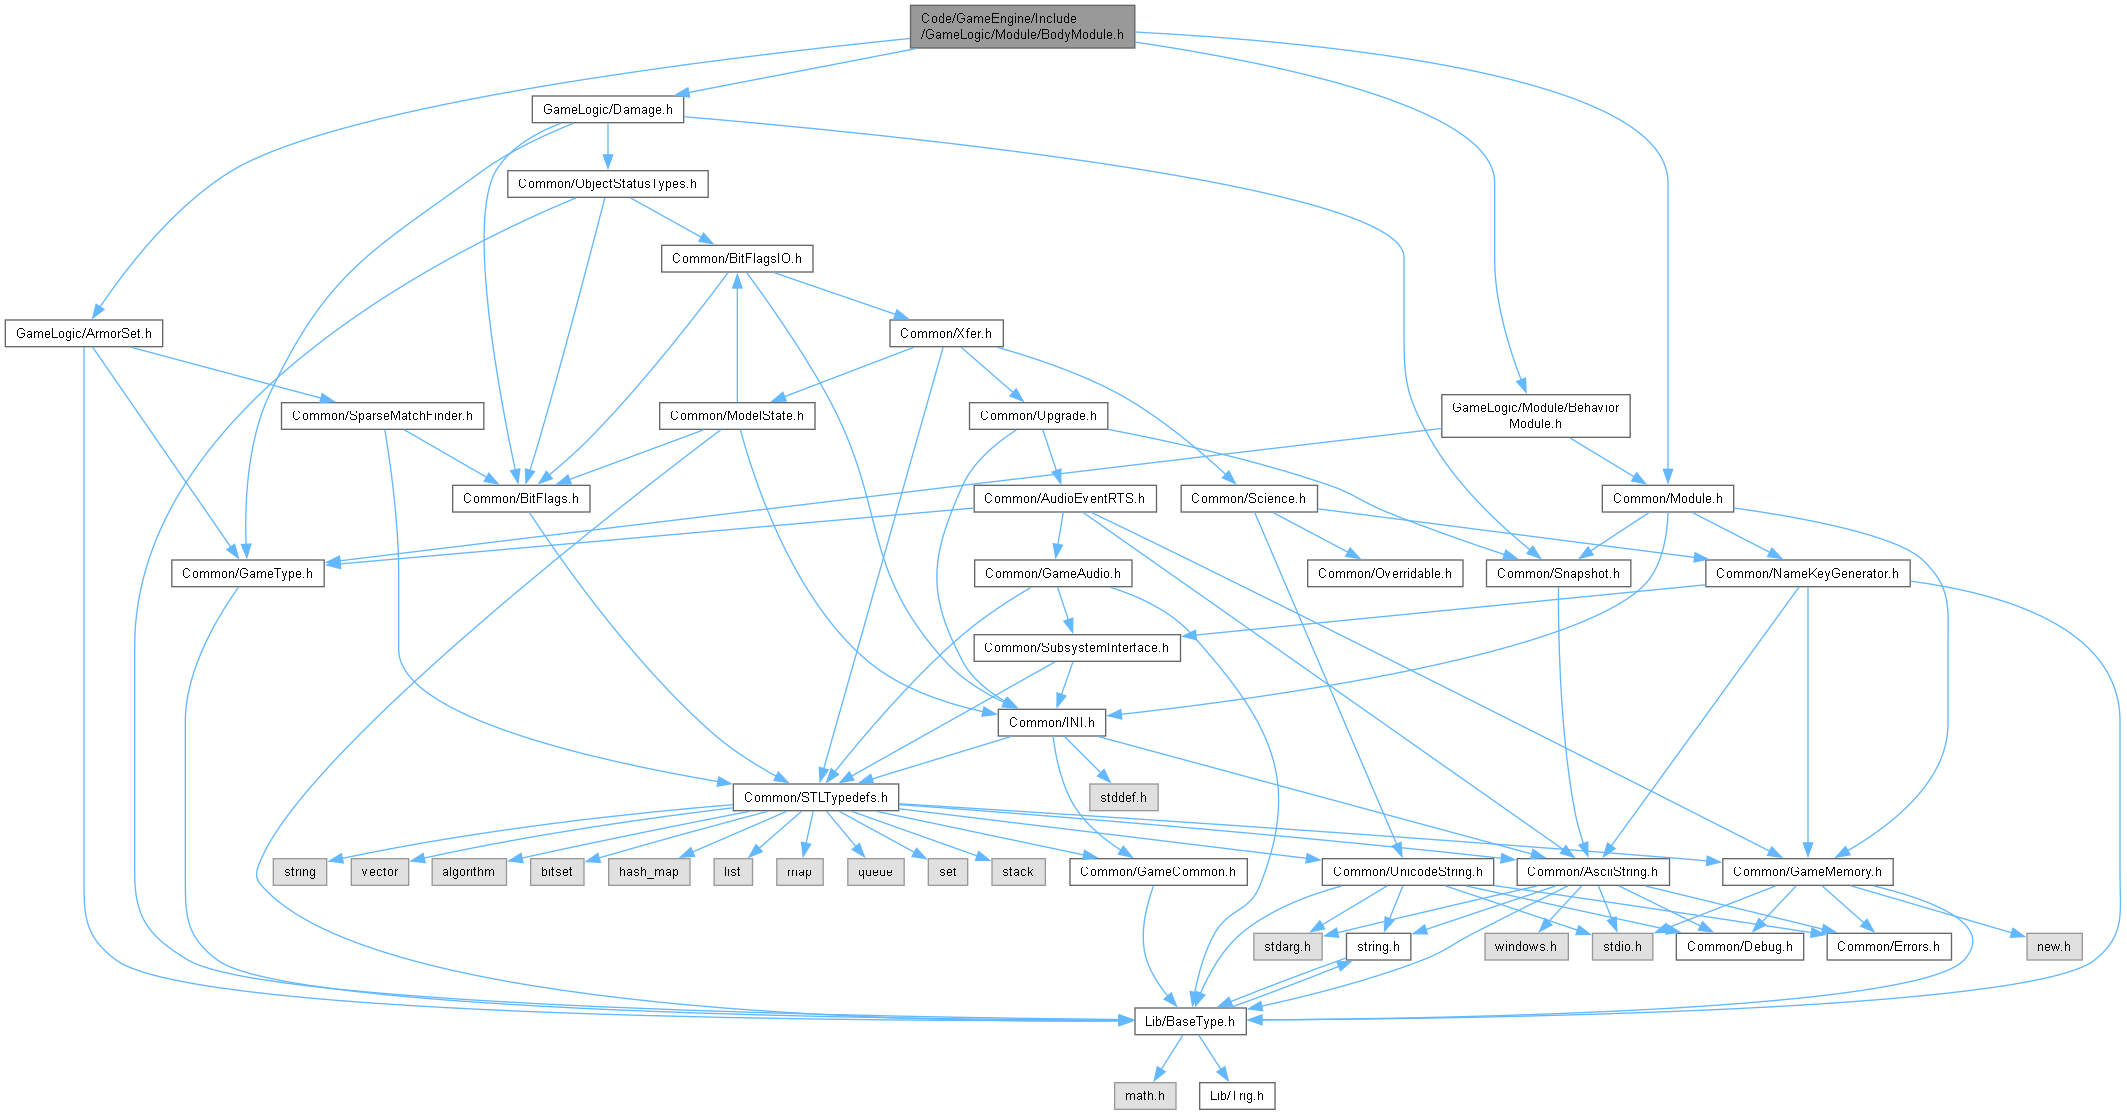 Code/GameEngine/Include
/GameLogic/Module/BodyModule.h
GameLogic/Damage.h
Common/ObjectStatusTypes.h
Common/BitFlagsIO.h
GameLogic/ArmorSet.h
Common/Xfer.h
Common/SparseMatchFinder.h
Common/ModelState.h
Common/Upgrade.h
GameLogic/Module/Behavior
Module.h
Common/BitFlags.h
Common/AudioEventRTS.h
Common/Science.h
Common/Module.h
Common/GameType.h
Common/GameAudio.h
Common/Overridable.h
Common/Snapshot.h
Common/NameKeyGenerator.h
Common/SubsystemInterface.h
Common/INI.h
Common/STLTypedefs.h
stddef.h
string
vector
algorithm
bitset
hash_map
list
map
queue
set
stack
Common/GameCommon.h
Common/UnicodeString.h
Common/AsciiString.h
Common/GameMemory.h
stdarg.h
string.h
windows.h
stdio.h
Common/Debug.h
Common/Errors.h
new.h
Lib/BaseType.h
math.h
Lib/Trig.h